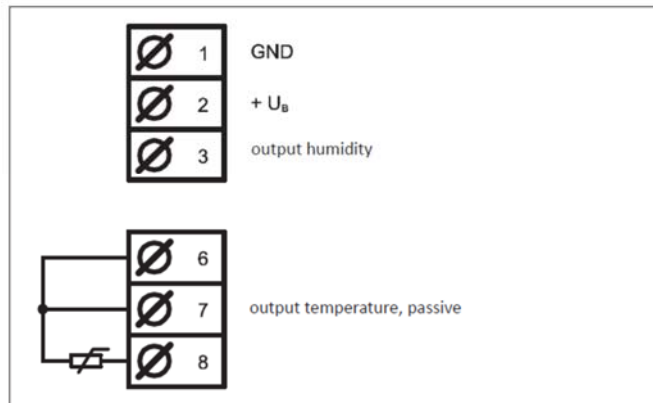 1 GND
2 + U_B
3 output humidity
6
7 output temperature, passive
8